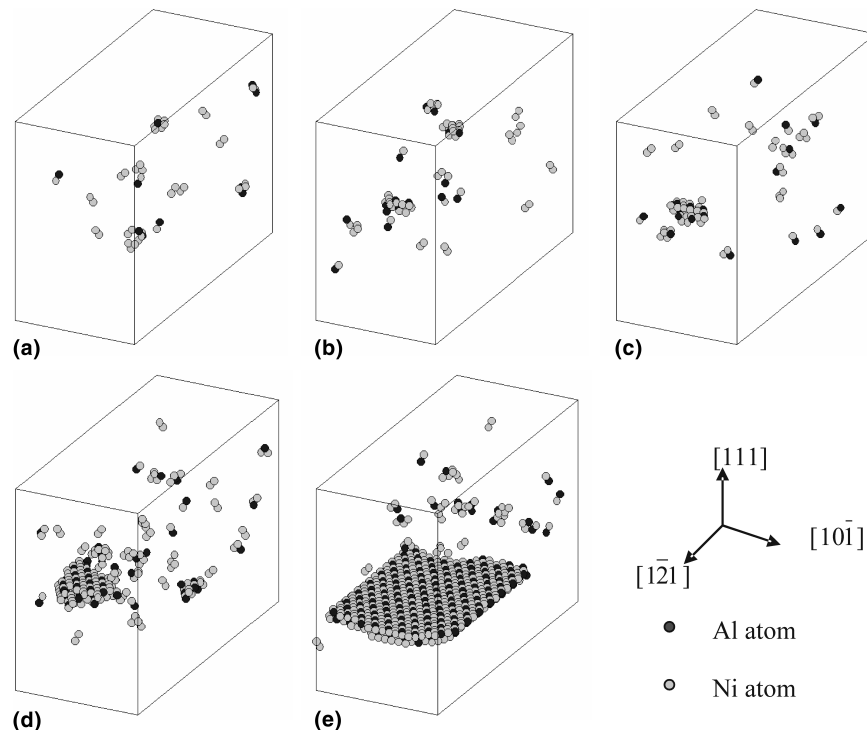 (a)
(b)
(c)
(d)
(e)
[111]
[101̄]
[12̄1]
Al atom
Ni atom